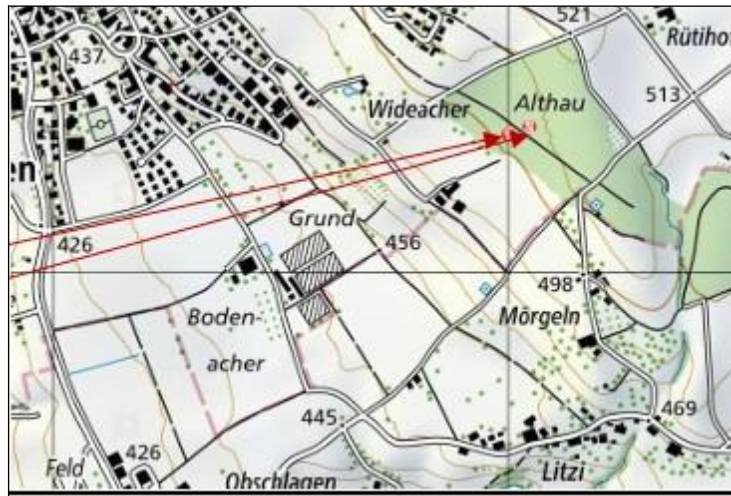 521
Rütihof
437
Wideacher
Althau
513
en
Grund
426
456
498
Boden-
acher
Mörgeln
445
469
426
Feld
Obschlagen
Litzi